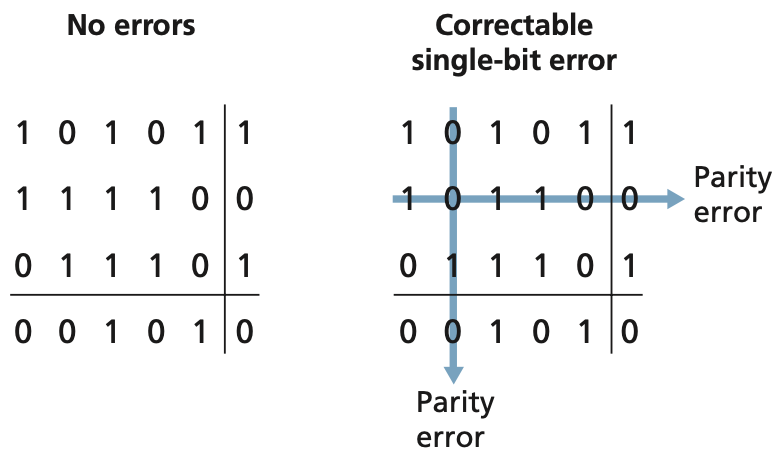 No errors
1 0 1 0 1 1
1 1 1 1 0 0
0 1 1 1 0 1
0 0 1 0 1 0
Correctable
single-bit error
1 0 1 0 1 1
1 0 1 1 0 0
0 1 1 1 0 1
0 0 1 0 1 0
Parity
error
Parity
error